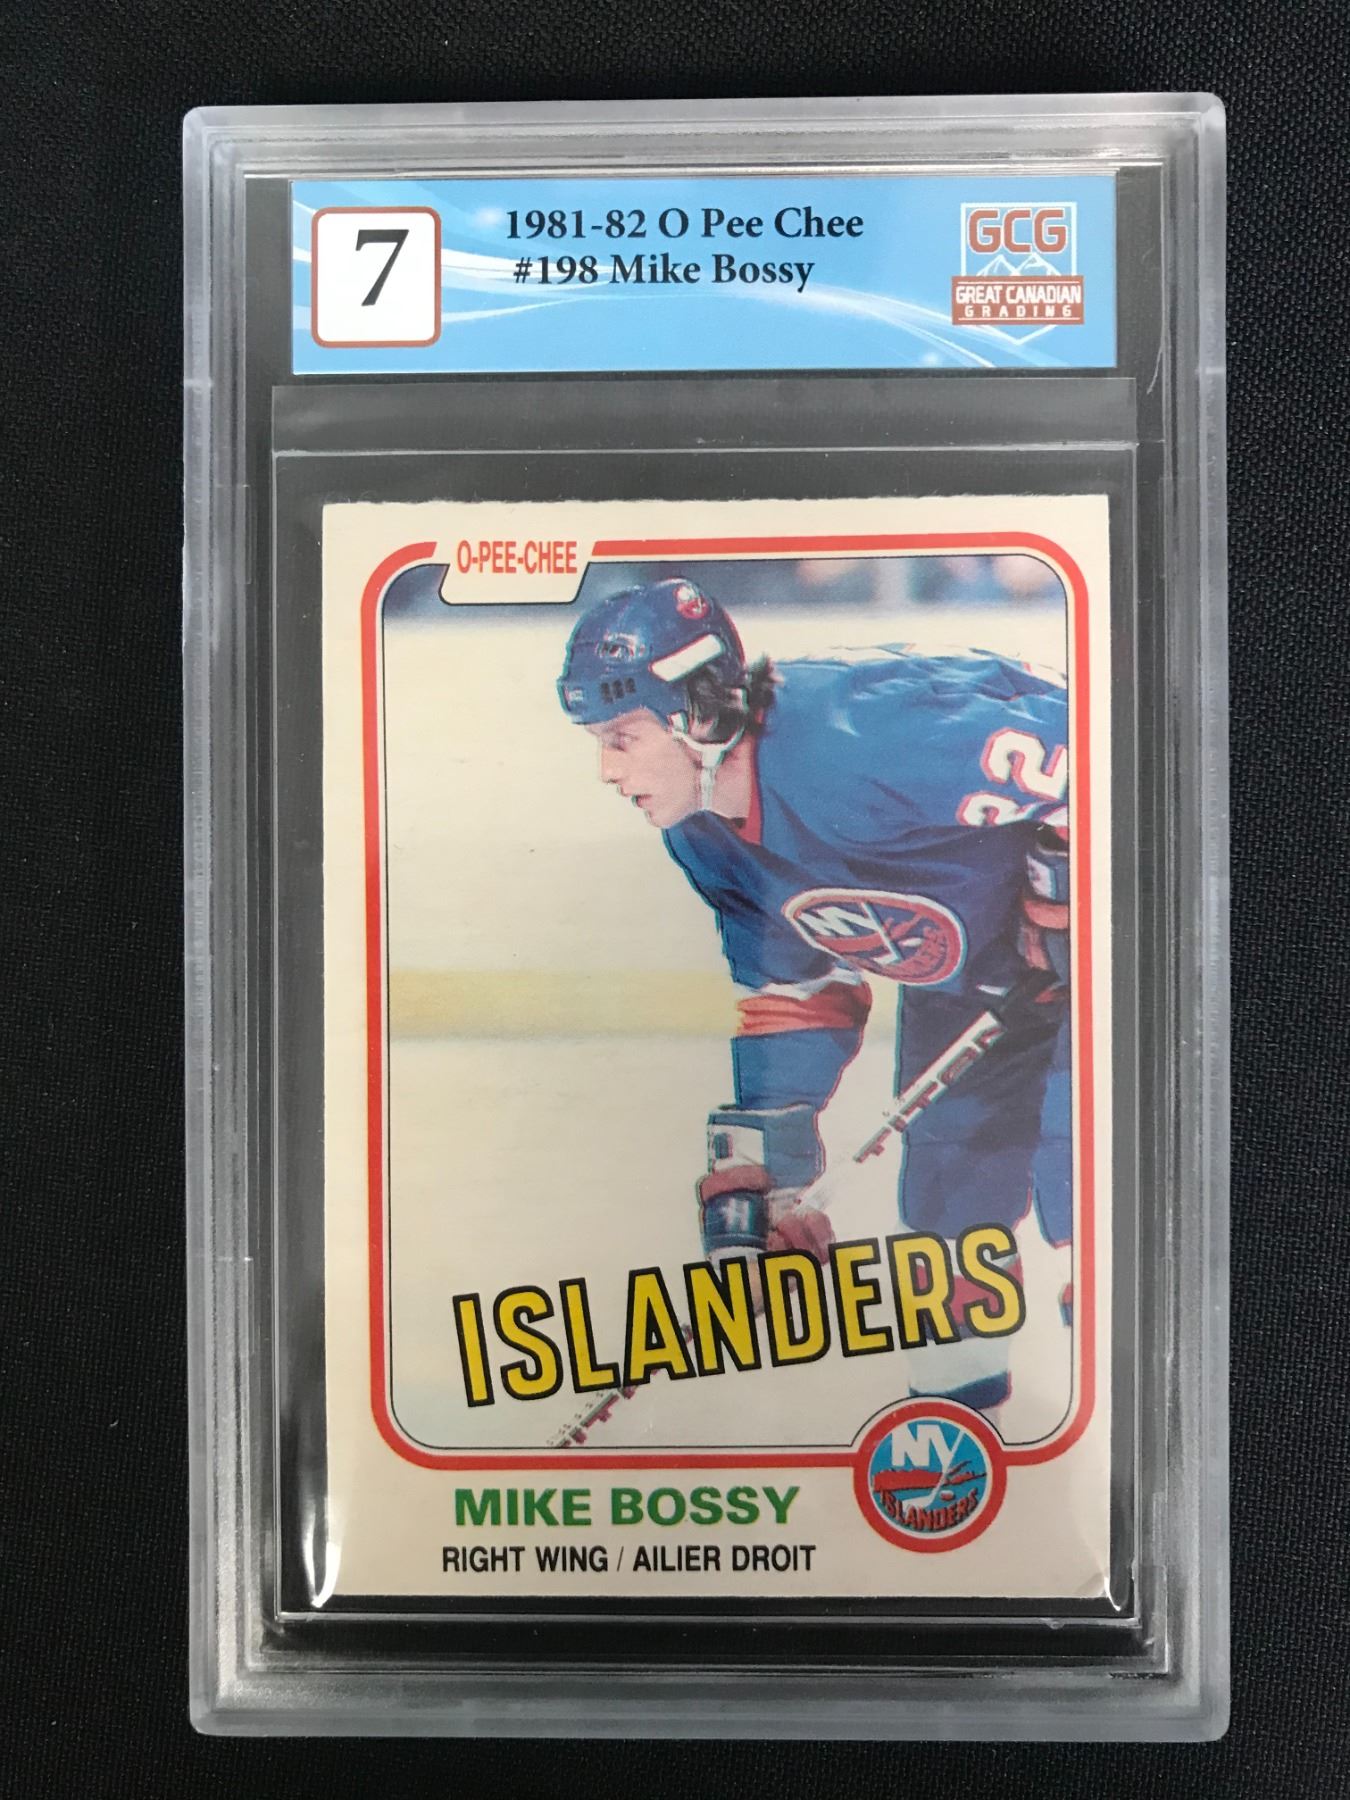 7
1981-82 O Pee Chee
#198 Mike Bossy
GCG
GREAT CANADIAN
GRADING
O-PEE-CHEE
22
NY
ISLANDERS
NY
ISLANDERS
MIKE BOSSY
RIGHT WING / AILIER DROIT